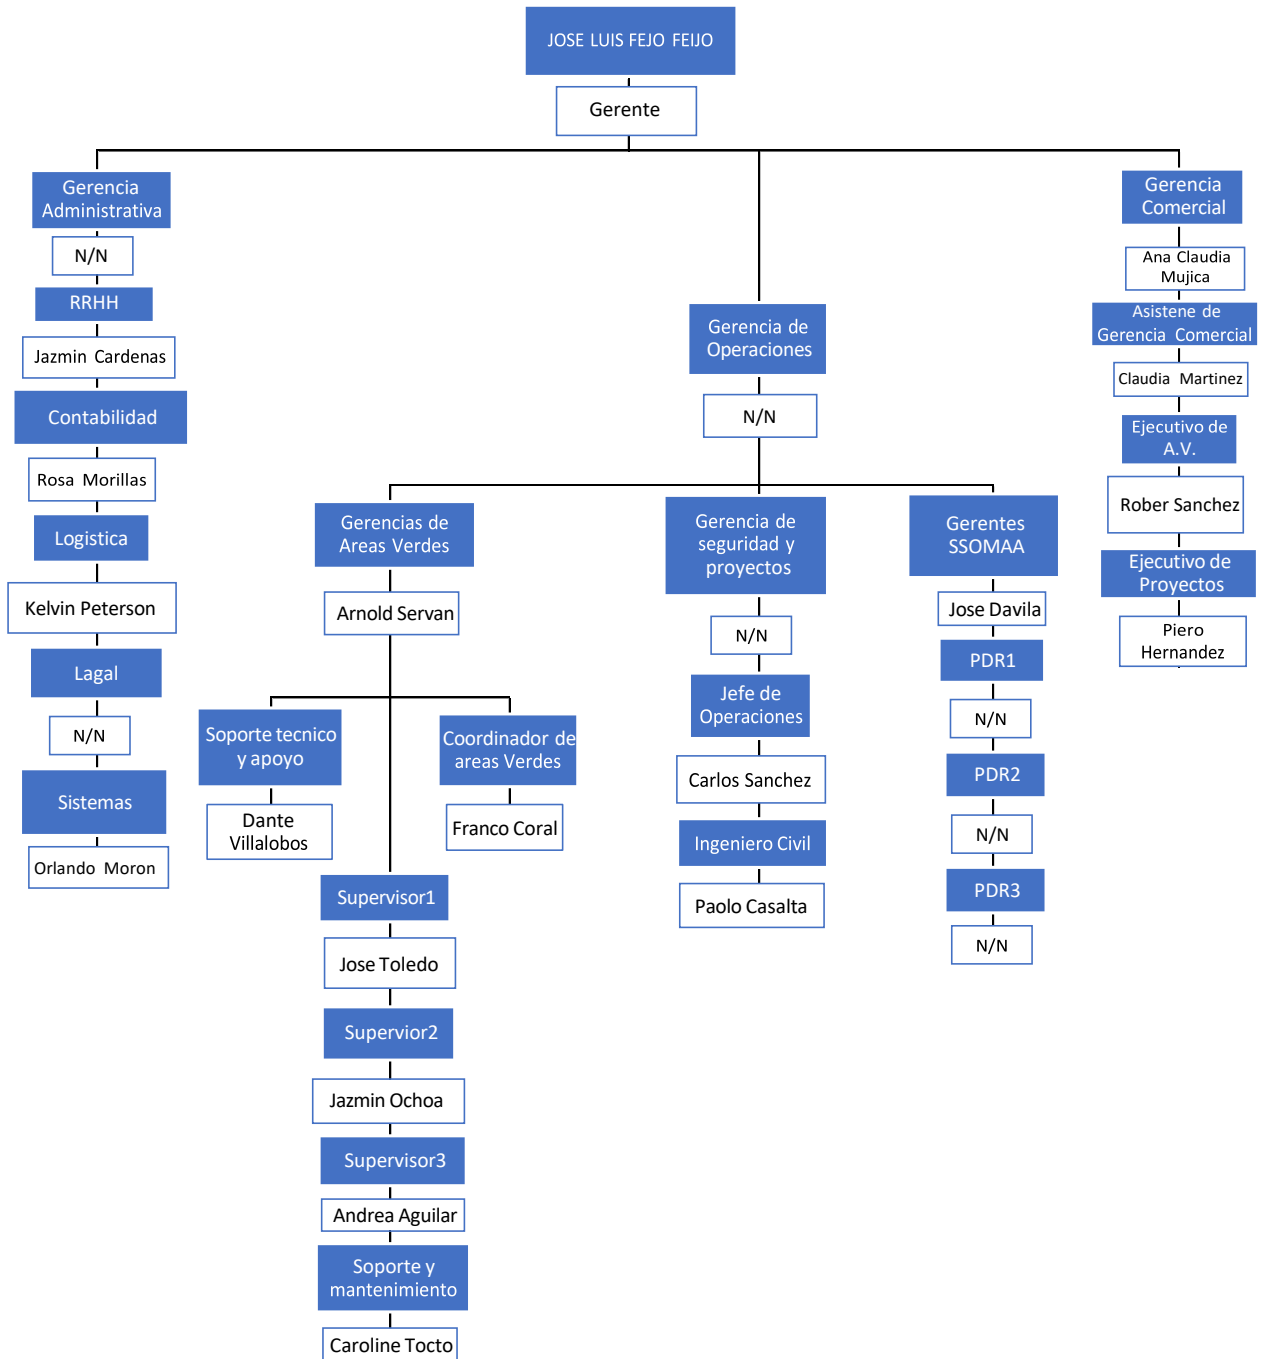 JOSE LUIS FEJO FEIJO
Gerente
Gerencia
Administrativa
N/N
RRHH
Jazmin Cardenas
Contabilidad
Rosa Morillas
Logistica
Kelvin Peterson
Lagal
N/N
Sistemas
Orlando Moron
Gerencia de
Operaciones
N/N
Gerencias de
Areas Verdes
Arnold Servan
Soporte tecnico
y apoyo
Dante
Villalobos
Coordinador de
areas Verdes
Franco Coral
Supervisor1
Jose Toledo
Supervior2
Jazmin Ochoa
Supervisor3
Andrea Aguilar
Soporte y
mantenimiento
Caroline Tocto
Gerencia de
seguridad y
proyectos
N/N
Jefe de
Operaciones
Carlos Sanchez
Ingeniero Civil
Paolo Casalta
Gerentes
SSOMAA
Jose Davila
PDR1
N/N
PDR2
N/N
PDR3
N/N
Gerencia
Comercial
Ana Claudia
Mujica
Asistene de
Gerencia Comercial
Claudia Martinez
Ejecutivo de
A.V.
Rober Sanchez
Ejecutivo de
Proyectos
Piero
Hernandez